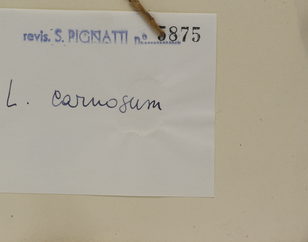 revis. S. PIGNATTI n.º 5875
L. carnosum